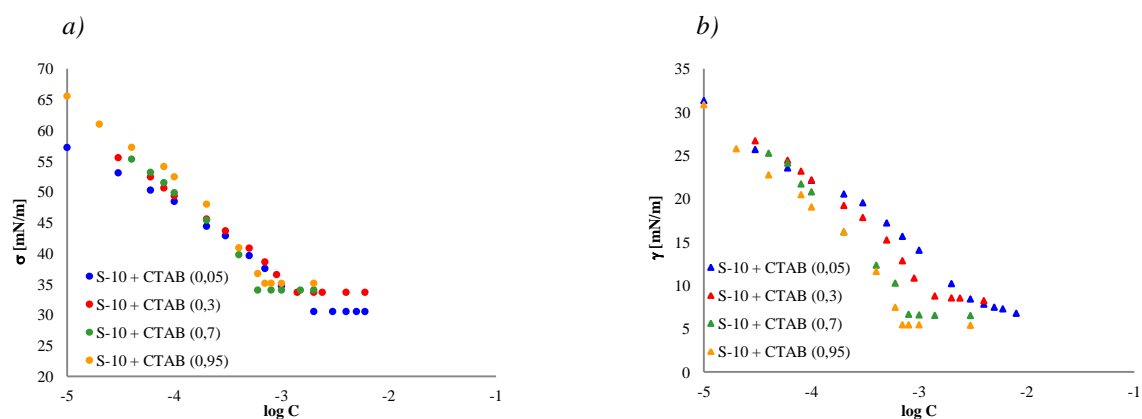 a)
70
65
60
55
50
45
40
35
30
25
20
σ [mN/m]
S-10 + CTAB (0,05)
S-10 + CTAB (0,3)
S-10 + CTAB (0,7)
S-10 + CTAB (0,95)
-5 -4 -3 -2 -1
log C
b)
35
30
25
20
15
10
5
0
γ [mN/m]
S-10 + CTAB (0,05)
S-10 + CTAB (0,3)
S-10 + CTAB (0,7)
S-10 + CTAB (0,95)
-5 -4 -3 -2 -1
log C